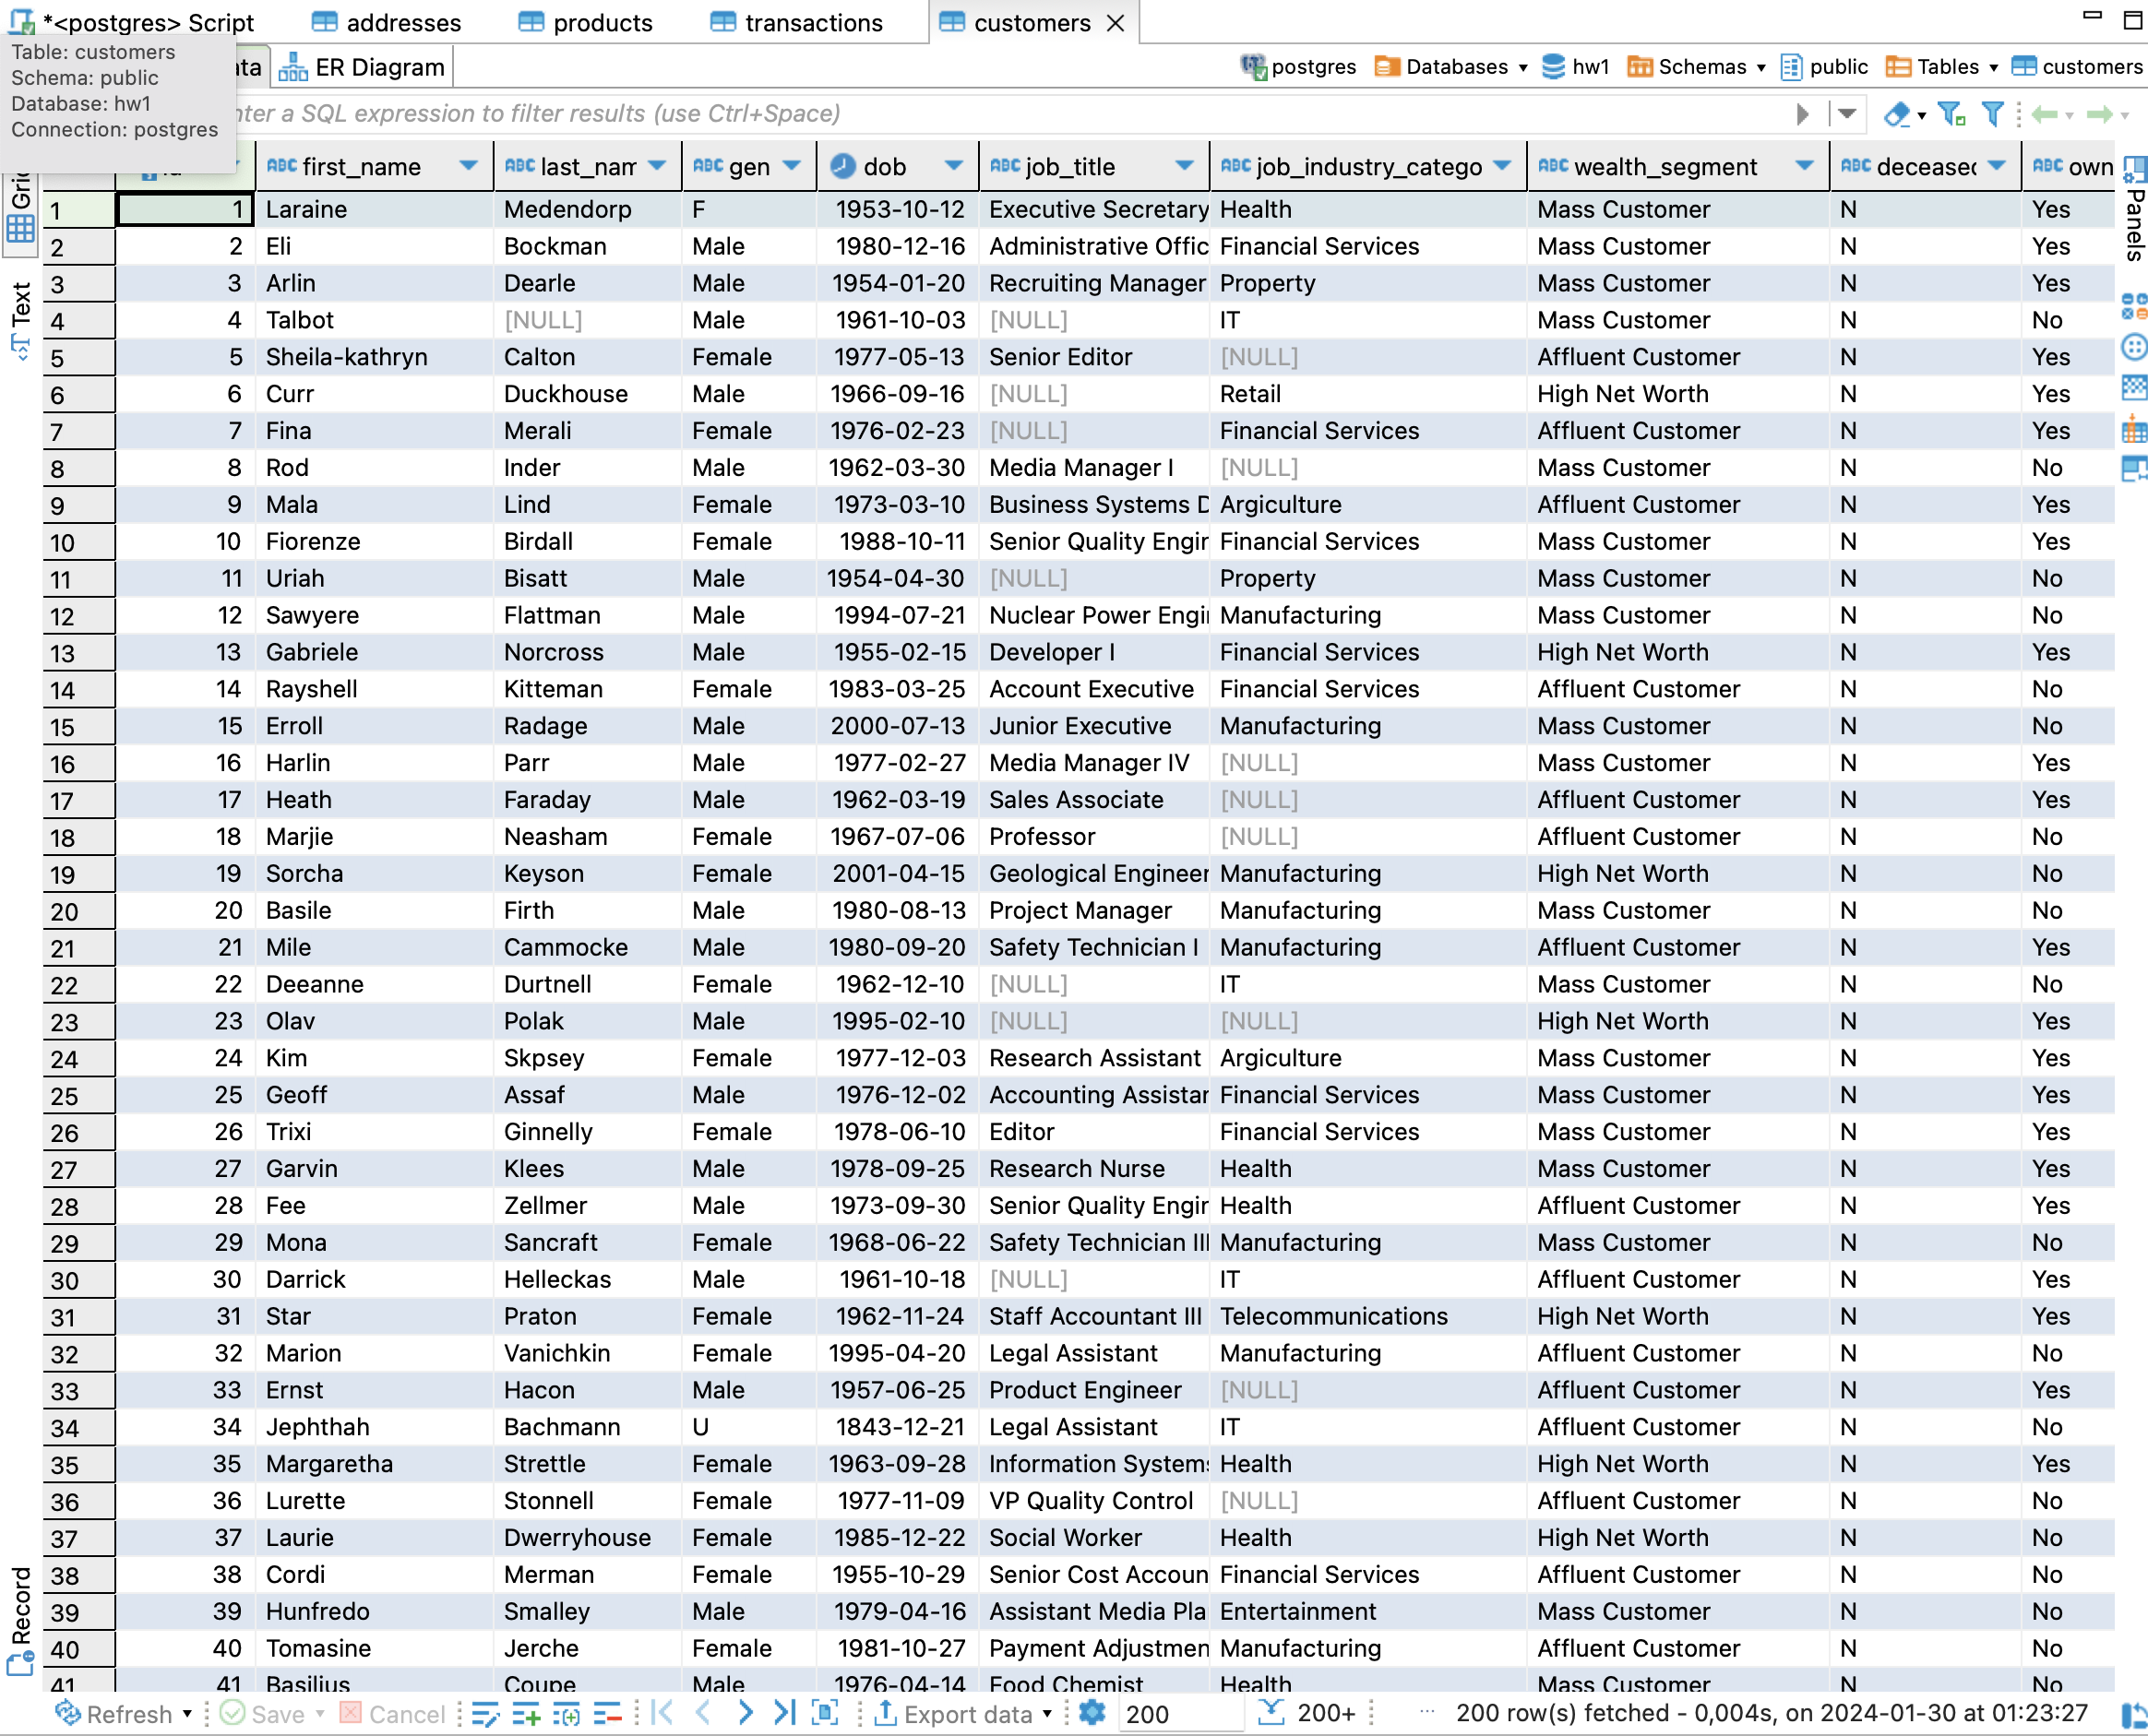 *<postgres> Script addresses products transactions customers
Table: customers
Schema: public
Database: hw1
Connection: postgres
ER Diagram postgres Databases hw1 Schemas public Tables customers
nter a SQL expression to filter results (use Ctrl+Space)
ABC first_name ABC last_nam ABC gen dob ABC job_title ABC job_industry_catego ABC wealth_segment ABC deceased ABC own
1 1 Laraine Medendorp F 1953-10-12 Executive Secretary Health Mass Customer N Yes
2 2 Eli Bockman Male 1980-12-16 Administrative Offic Financial Services Mass Customer N Yes
3 3 Arlin Dearle Male 1954-01-20 Recruiting Manager Property Mass Customer N Yes
4 4 Talbot [NULL] Male 1961-10-03 [NULL] IT Mass Customer N No
5 5 Sheila-kathryn Calton Female 1977-05-13 Senior Editor [NULL] Affluent Customer N Yes
6 6 Curr Duckhouse Male 1966-09-16 [NULL] Retail High Net Worth N Yes
7 7 Fina Merali Female 1976-02-23 [NULL] Financial Services Affluent Customer N Yes
8 8 Rod Inder Male 1962-03-30 Media Manager I [NULL] Mass Customer N No
9 9 Mala Lind Female 1973-03-10 Business Systems D Argiculture Affluent Customer N Yes
10 10 Fiorenze Birdall Female 1988-10-11 Senior Quality Engir Financial Services Mass Customer N Yes
11 11 Uriah Bisatt Male 1954-04-30 [NULL] Property Mass Customer N No
12 12 Sawyere Flattman Male 1994-07-21 Nuclear Power Engi Manufacturing Mass Customer N No
13 13 Gabriele Norcross Male 1955-02-15 Developer I Financial Services High Net Worth N Yes
14 14 Rayshell Kitteman Female 1983-03-25 Account Executive Financial Services Affluent Customer N No
15 15 Erroll Radage Male 2000-07-13 Junior Executive Manufacturing Mass Customer N No
16 16 Harlin Parr Male 1977-02-27 Media Manager IV [NULL] Mass Customer N Yes
17 17 Heath Faraday Male 1962-03-19 Sales Associate [NULL] Affluent Customer N Yes
18 18 Marjie Neasham Female 1967-07-06 Professor [NULL] Affluent Customer N No
19 19 Sorcha Keyson Female 2001-04-15 Geological Engineer Manufacturing High Net Worth N No
20 20 Basile Firth Male 1980-08-13 Project Manager Manufacturing Mass Customer N No
21 21 Mile Cammocke Male 1980-09-20 Safety Technician I Manufacturing Affluent Customer N Yes
22 22 Deeanne Durtnell Female 1962-12-10 [NULL] IT Mass Customer N No
23 23 Olav Polak Male 1995-02-10 [NULL] [NULL] High Net Worth N Yes
24 24 Kim Skpsey Female 1977-12-03 Research Assistant Argiculture Mass Customer N Yes
25 25 Geoff Assaf Male 1976-12-02 Accounting Assistar Financial Services Mass Customer N Yes
26 26 Trixi Ginnelly Female 1978-06-10 Editor Financial Services Mass Customer N Yes
27 27 Garvin Klees Male 1978-09-25 Research Nurse Health Mass Customer N Yes
28 28 Fee Zellmer Male 1973-09-30 Senior Quality Engir Health Affluent Customer N Yes
29 29 Mona Sancraft Female 1968-06-22 Safety Technician III Manufacturing Mass Customer N No
30 30 Darrick Helleckas Male 1961-10-18 [NULL] IT Affluent Customer N Yes
31 31 Star Praton Female 1962-11-24 Staff Accountant III Telecommunications High Net Worth N Yes
32 32 Marion Vanichkin Female 1995-04-20 Legal Assistant Manufacturing Affluent Customer N No
33 33 Ernst Hacon Male 1957-06-25 Product Engineer [NULL] Affluent Customer N Yes
34 34 Jephthah Bachmann U 1843-12-21 Legal Assistant IT Affluent Customer N No
35 35 Margaretha Strettle Female 1963-09-28 Information Systems Health High Net Worth N Yes
36 36 Lurette Stonnell Female 1977-11-09 VP Quality Control [NULL] Affluent Customer N No
37 37 Laurie Dwerryhouse Female 1985-12-22 Social Worker Health High Net Worth N No
38 38 Cordi Merman Female 1955-10-29 Senior Cost Accoun Financial Services Affluent Customer N No
39 39 Hunfredo Smalley Male 1979-04-16 Assistant Media Pla Entertainment Mass Customer N No
40 40 Tomasine Jerche Female 1981-10-27 Payment Adjustmen Manufacturing Affluent Customer N No
41 41 Basilius Coupe Male 1976-04-14 Food Chemist Health Mass Customer N No
Text
Record
Panels
Refresh Save Cancel Export data 200 200+ ... 200 row(s) fetched - 0,004s, on 2024-01-30 at 01:23:27